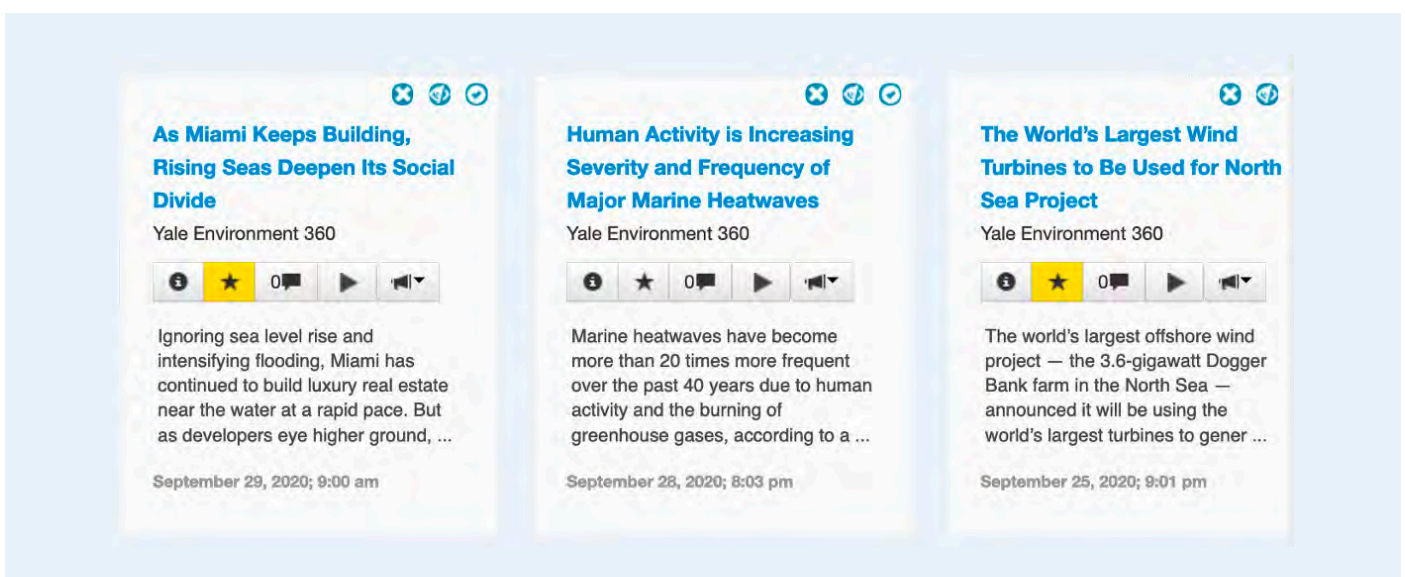 As Miami Keeps Building,
Rising Seas Deepen Its Social
Divide
Yale Environment 360
0
Ignoring sea level rise and
intensifying flooding, Miami has
continued to build luxury real estate
near the water at a rapid pace. But
as developers eye higher ground, ...
September 29, 2020; 9:00 am
Human Activity is Increasing
Severity and Frequency of
Major Marine Heatwaves
Yale Environment 360
0
Marine heatwaves have become
more than 20 times more frequent
over the past 40 years due to human
activity and the burning of
greenhouse gases, according to a ...
September 28, 2020; 8:03 pm
The World’s Largest Wind
Turbines to Be Used for North
Sea Project
Yale Environment 360
0
The world’s largest offshore wind
project — the 3.6-gigawatt Dogger
Bank farm in the North Sea —
announced it will be using the
world’s largest turbines to gener ...
September 25, 2020; 9:01 pm